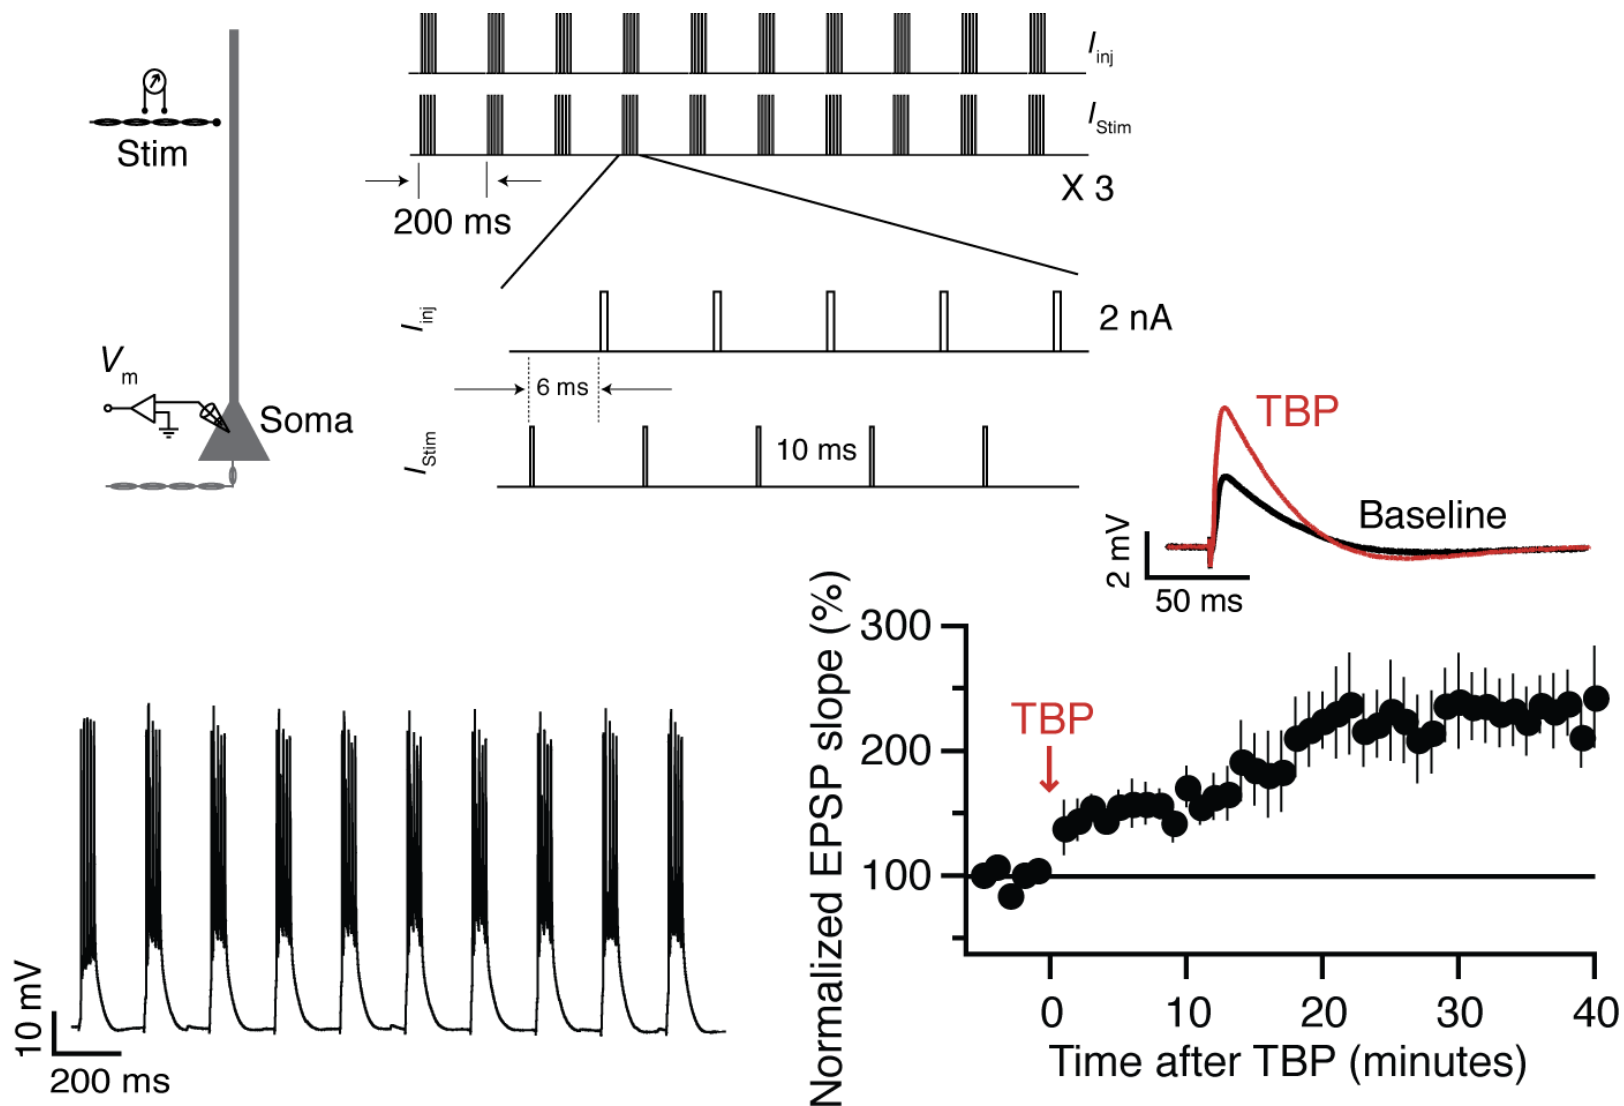 Stim
V m
Soma
I inj
I Stim
X 3
200 ms
I inj
2 nA
6 ms
I Stim
10 ms
TBP
Baseline
2 mV
50 ms
10 mV
200 ms
Normalized EPSP slope (%)
300
200
100
TBP
0 10 20 30 40
Time after TBP (minutes)